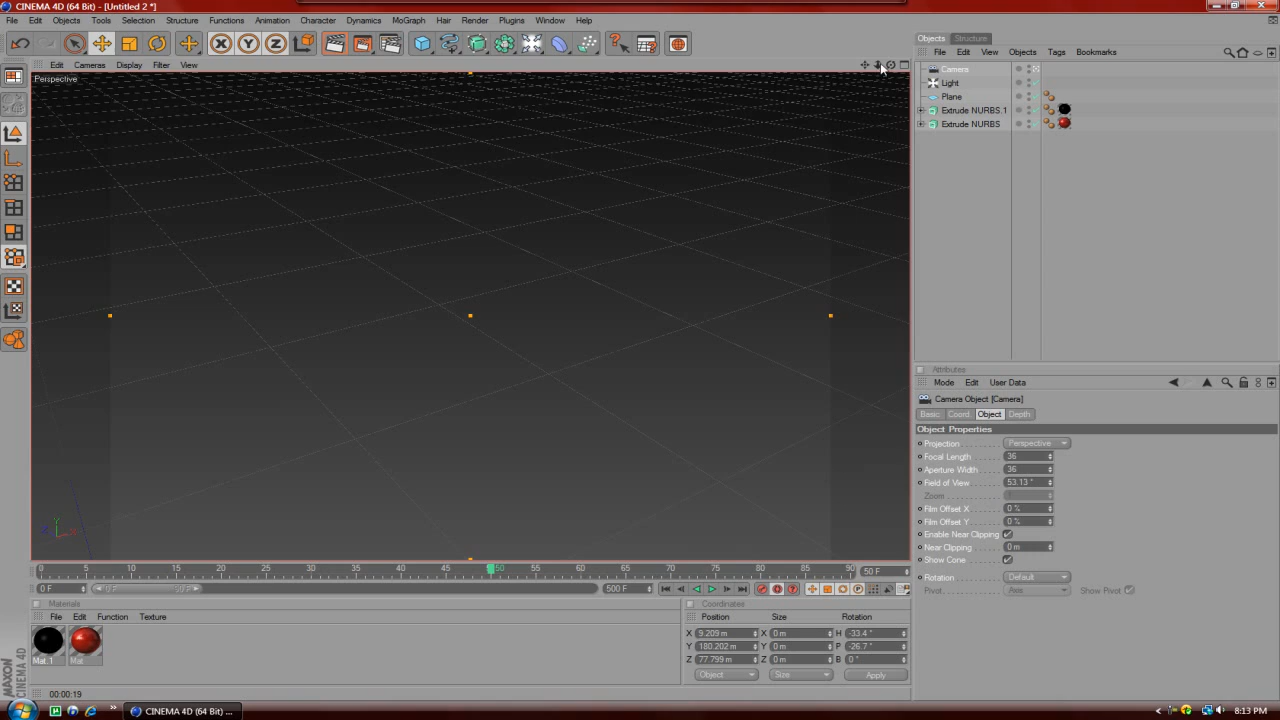 CINEMA 4D (64 Bit) - [Untitled 2 *]
File Edit Objects Tools Selection Structure Functions Animation Character Dynamics MoGraph Hair Render Plugins Window Help
Objects Structure
File Edit View Objects Tags Bookmarks
Edit Cameras Display Filter View
Perspective
Camera
Light
Plane
Extrude NURBS.1
Extrude NURBS
Attributes
Mode Edit User Data
Camera Object [Camera]
Basic Coord. Object Depth
Object Properties
Projection Perspective
Focal Length 36
Aperture Width 36
Field of View 53.13 °
Zoom 1
Film Offset X 0 %
Film Offset Y 0 %
Enable Near Clipping
Near Clipping 0 m
Show Cone
Rotation Default
Pivot Axis Show Pivot
Y
X
Z
0 5 10 15 20 25 30 35 40 45 50 55 60 65 70 75 80 85 90 50 F
0 F 0 F 90 F 500 F
Materials
File Edit Function Texture
Mat.1 Mat
Coordinates
Position Size Rotation
X 9.209 m X 0 m H -33.4 °
Y 180.202 m Y 0 m P -26.7 °
Z 77.799 m Z 0 m B 0 °
Object Size Apply
MAXON
CINEMA 4D
00:00:19
CINEMA 4D (64 Bit) ...
8:13 PM